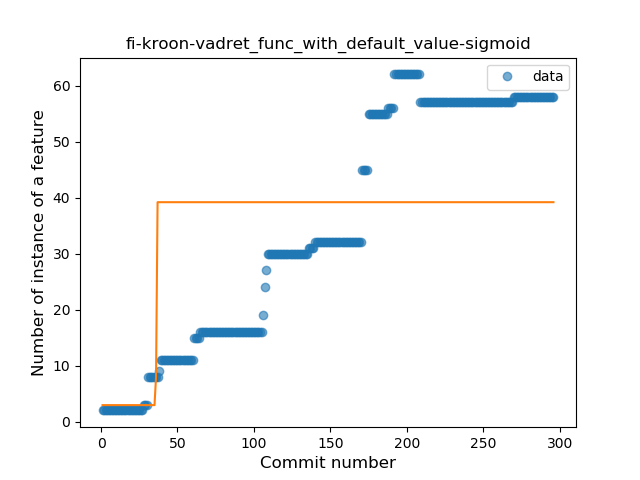 fi-kroon-vadret_func_with_default_value-sigmoid
data
Number of instance of a feature
60
50
40
30
20
10
0
0 50 100 150 200 250 300
Commit number